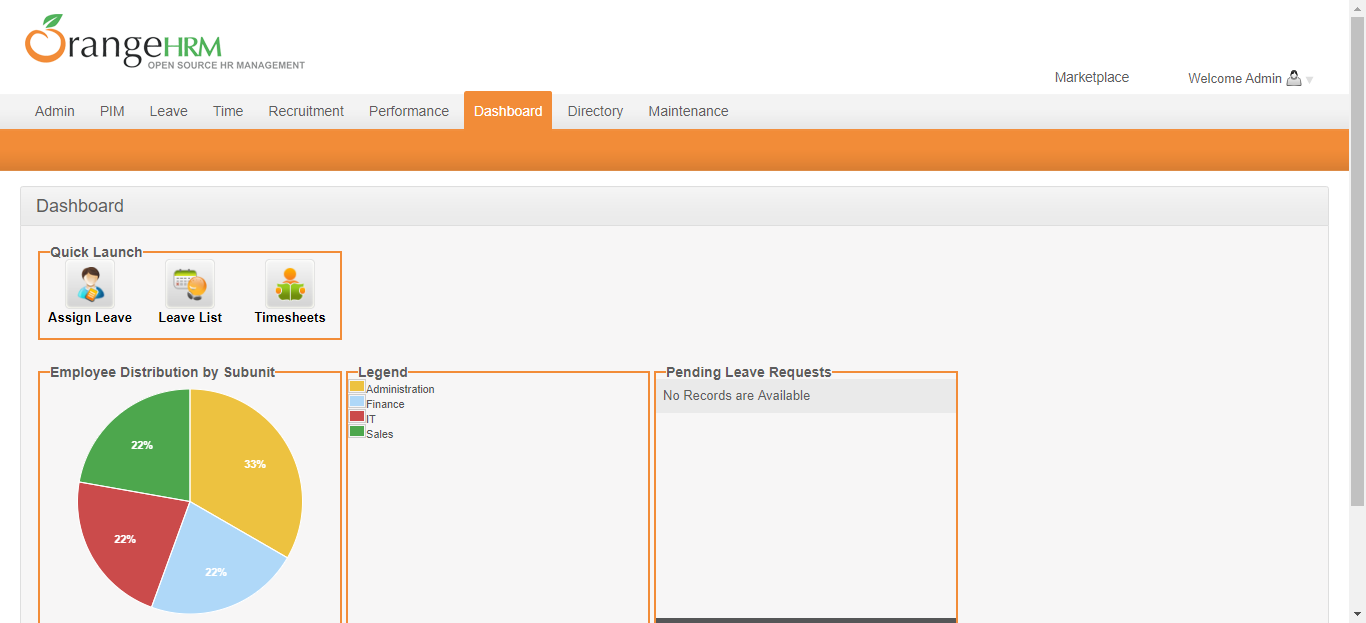 OrangeHRM
OPEN SOURCE HR MANAGEMENT
Marketplace
Welcome Admin
Admin PIM Leave Time Recruitment Performance Dashboard Directory Maintenance
Dashboard
Quick Launch
Assign Leave Leave List Timesheets
Employee Distribution by Subunit
22%
33%
22%
22%
Legend
Administration
Finance
IT
Sales
Pending Leave Requests
No Records are Available